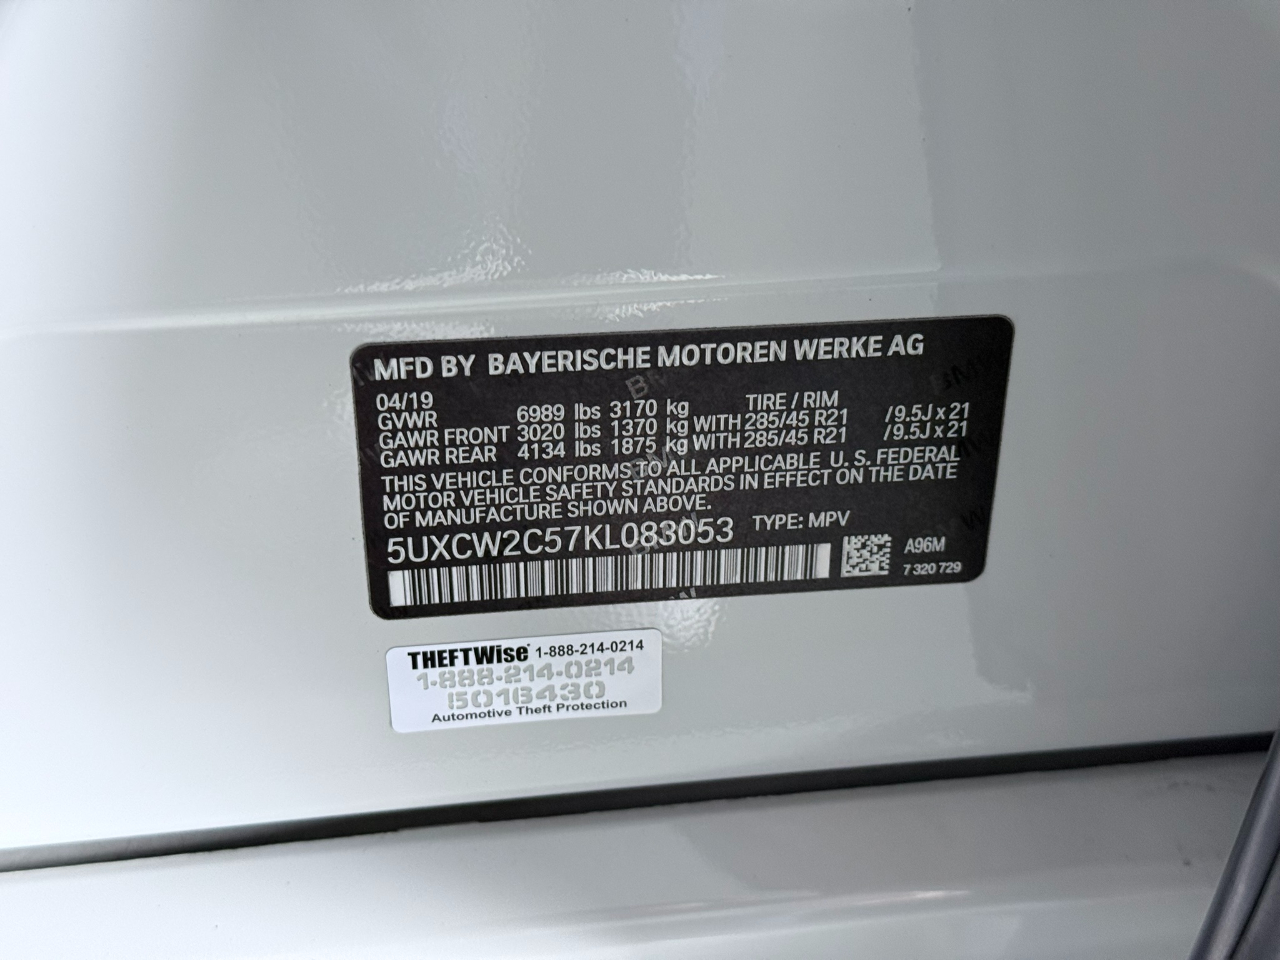 MFD BY BAYERISCHE MOTOREN WERKE AG
04/19 TIRE / RIM
GVWR 6989 lbs 3170 kg
GAWR FRONT 3020 lbs 1370 kg WITH 285/45 R21 /9.5J x 21
GAWR REAR 4134 lbs 1875 kg WITH 285/45 R21 /9.5J x 21
THIS VEHICLE CONFORMS TO ALL APPLICABLE U. S. FEDERAL
MOTOR VEHICLE SAFETY STANDARDS IN EFFECT ON THE DATE
OF MANUFACTURE SHOWN ABOVE.
5UXCW2C57KL083053 TYPE: MPV
A96M
7 320 729
THEFTWise 1-888-214-0214
1-888-214-0214
15016430
Automotive Theft Protection